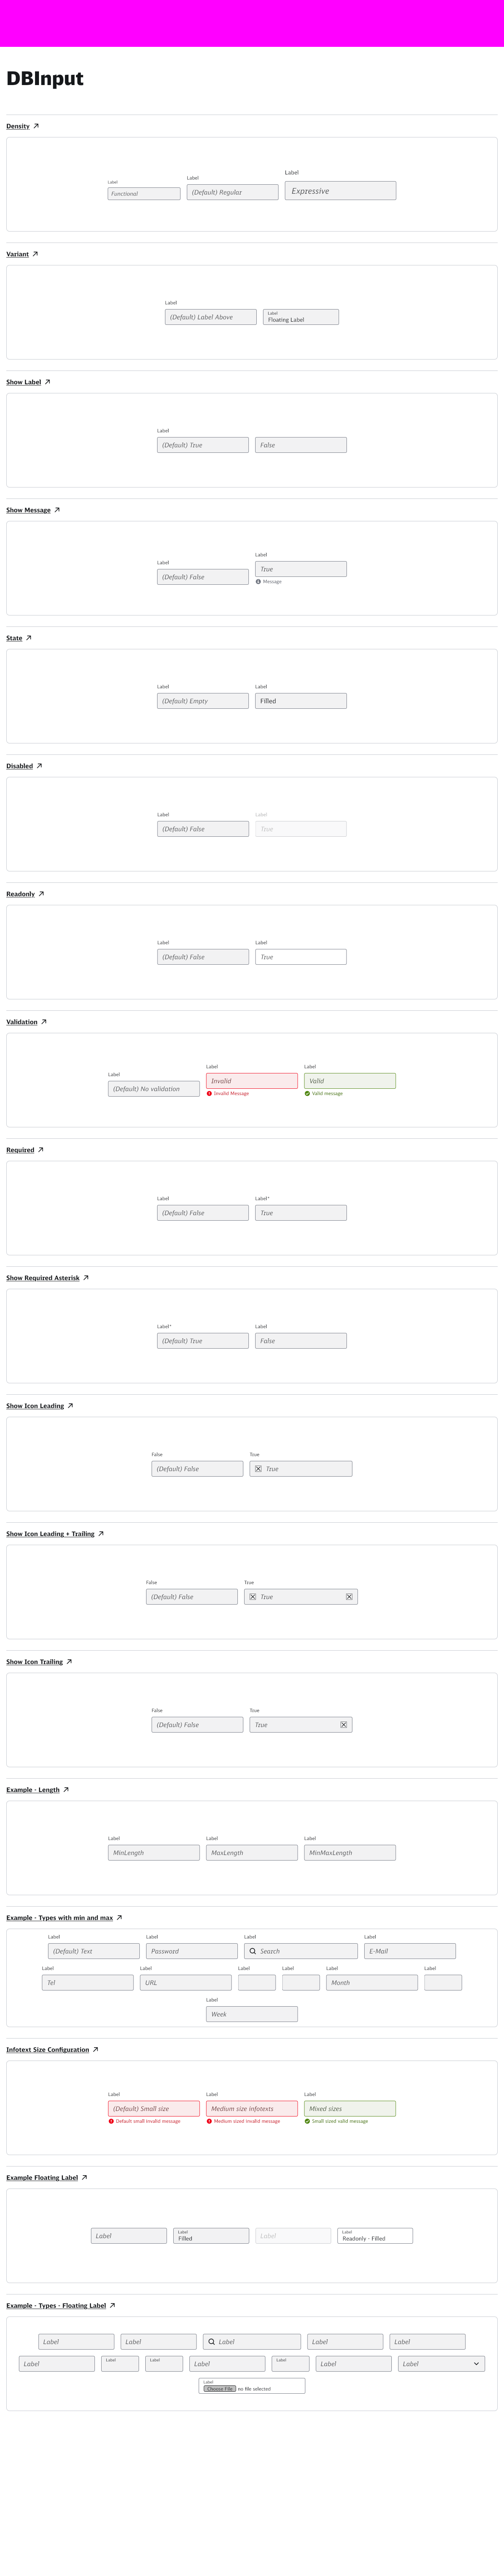 DBInput
Density
Label
Label
Label
Functional
(Default) Regular
Expressive
Variant
Label
(Default) Label Above
Label
Floating Label
Show Label
Label
(Default) True
False
Show Message
Label
Label
(Default) False
True
Message
State
Label
Label
(Default) Empty
Filled
Disabled
Label
Label
(Default) False
True
Readonly
Label
Label
(Default) False
True
Validation
Label
Label
Label
(Default) No validation
Invalid
Valid
Invalid Message
Valid message
Required
Label
Label*
(Default) False
True
Show Required Asterisk
Label*
Label
(Default) True
False
Show Icon Leading
False
True
(Default) False
True
Show Icon Leading + Trailing
False
True
(Default) False
True
Show Icon Trailing
False
True
(Default) False
True
Example - Length
Label
Label
Label
MinLength
MaxLength
MinMaxLength
Example - Types with min and max
Label
Label
Label
Label
(Default) Text
Password
Search
E-Mail
Label
Label
Label
Label
Label
Label
Tel
URL
Month
Label
Week
Infotext Size Configuration
Label
Label
Label
(Default) Small size
Medium size infotexts
Mixed sizes
Default small invalid message
Medium sized invalid message
Small sized valid message
Example Floating Label
Label
Label
Filled
Label
Label
Readonly - Filled
Example - Types - Floating Label
Label
Label
Label
Label
Label
Label
Label
Label
Label
Label
Label
Label
Label
Choose File
no file selected